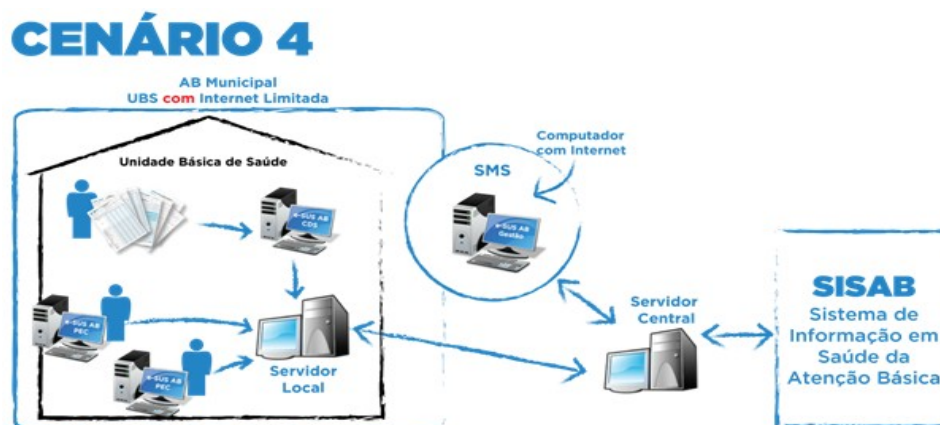 CENÁRIO 4
AB Municipal
UBS com Internet Limitada
Unidade Básica de Saúde
e-SUS AB
CDS
e-SUS AB
PEC
e-SUS AB
PEC
Servidor
Local
Computador
com Internet
SMS
e-SUS AB
Gestão
Servidor
Central
SISAB
Sistema de
Informação em
Saúde da
Atenção Básica